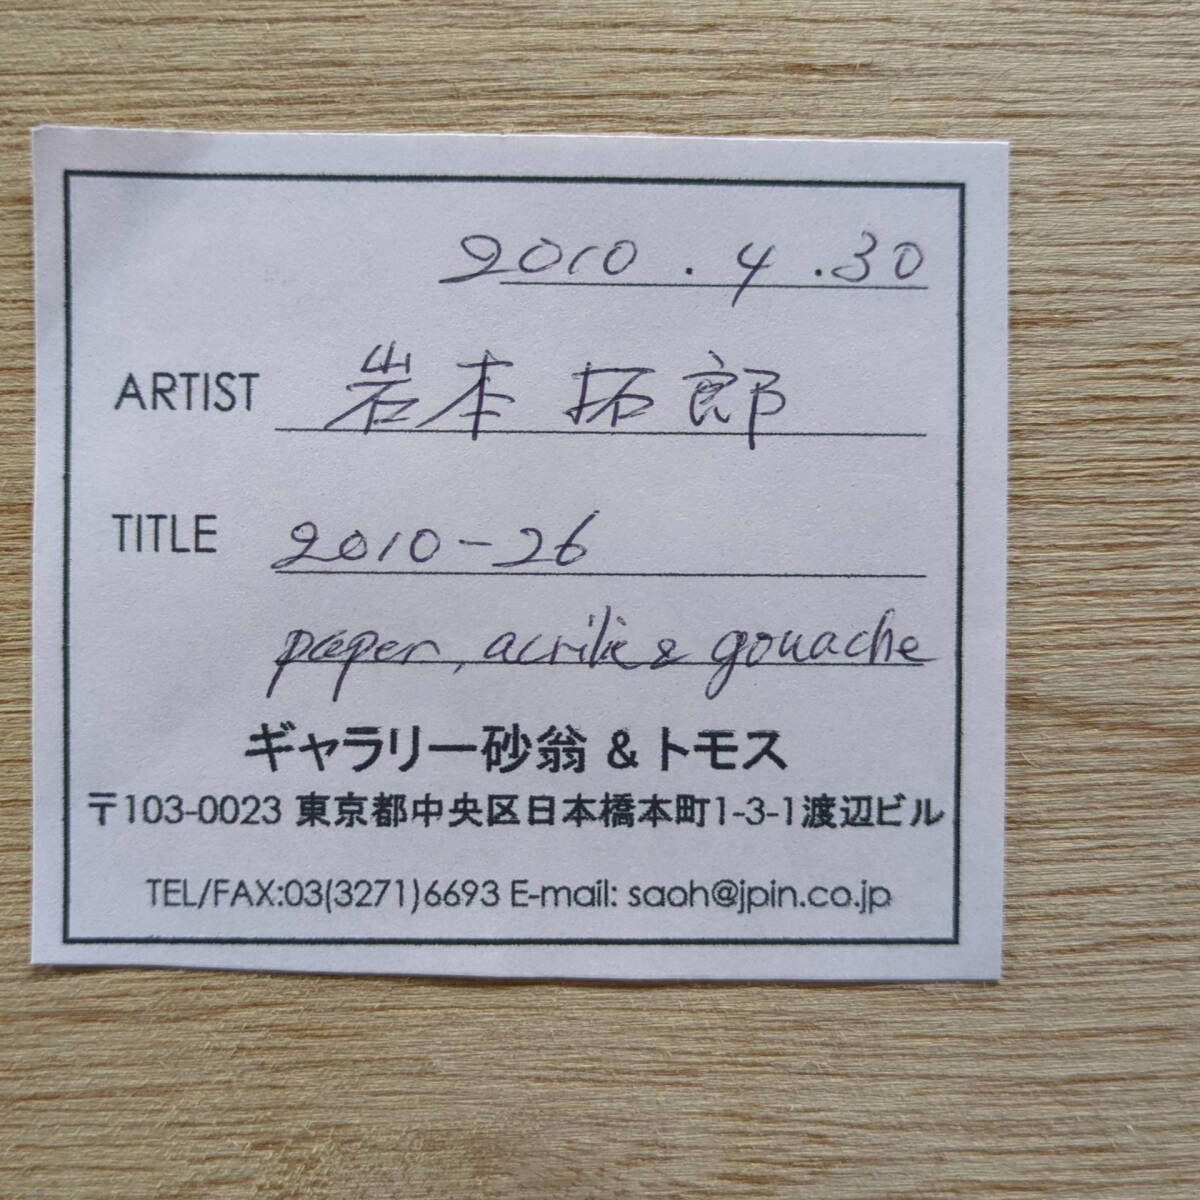 2010.4.30
ARTIST 岩本 拓郎
TITLE 2010-26
paper, acrilic & gouache
ギャラリー砂翁 & トモス
〒103-0023 東京都中央区日本橋本町1-3-1渡辺ビル
TEL/FAX:03(3271)6693 E-mail: saoh@jpin.co.jp